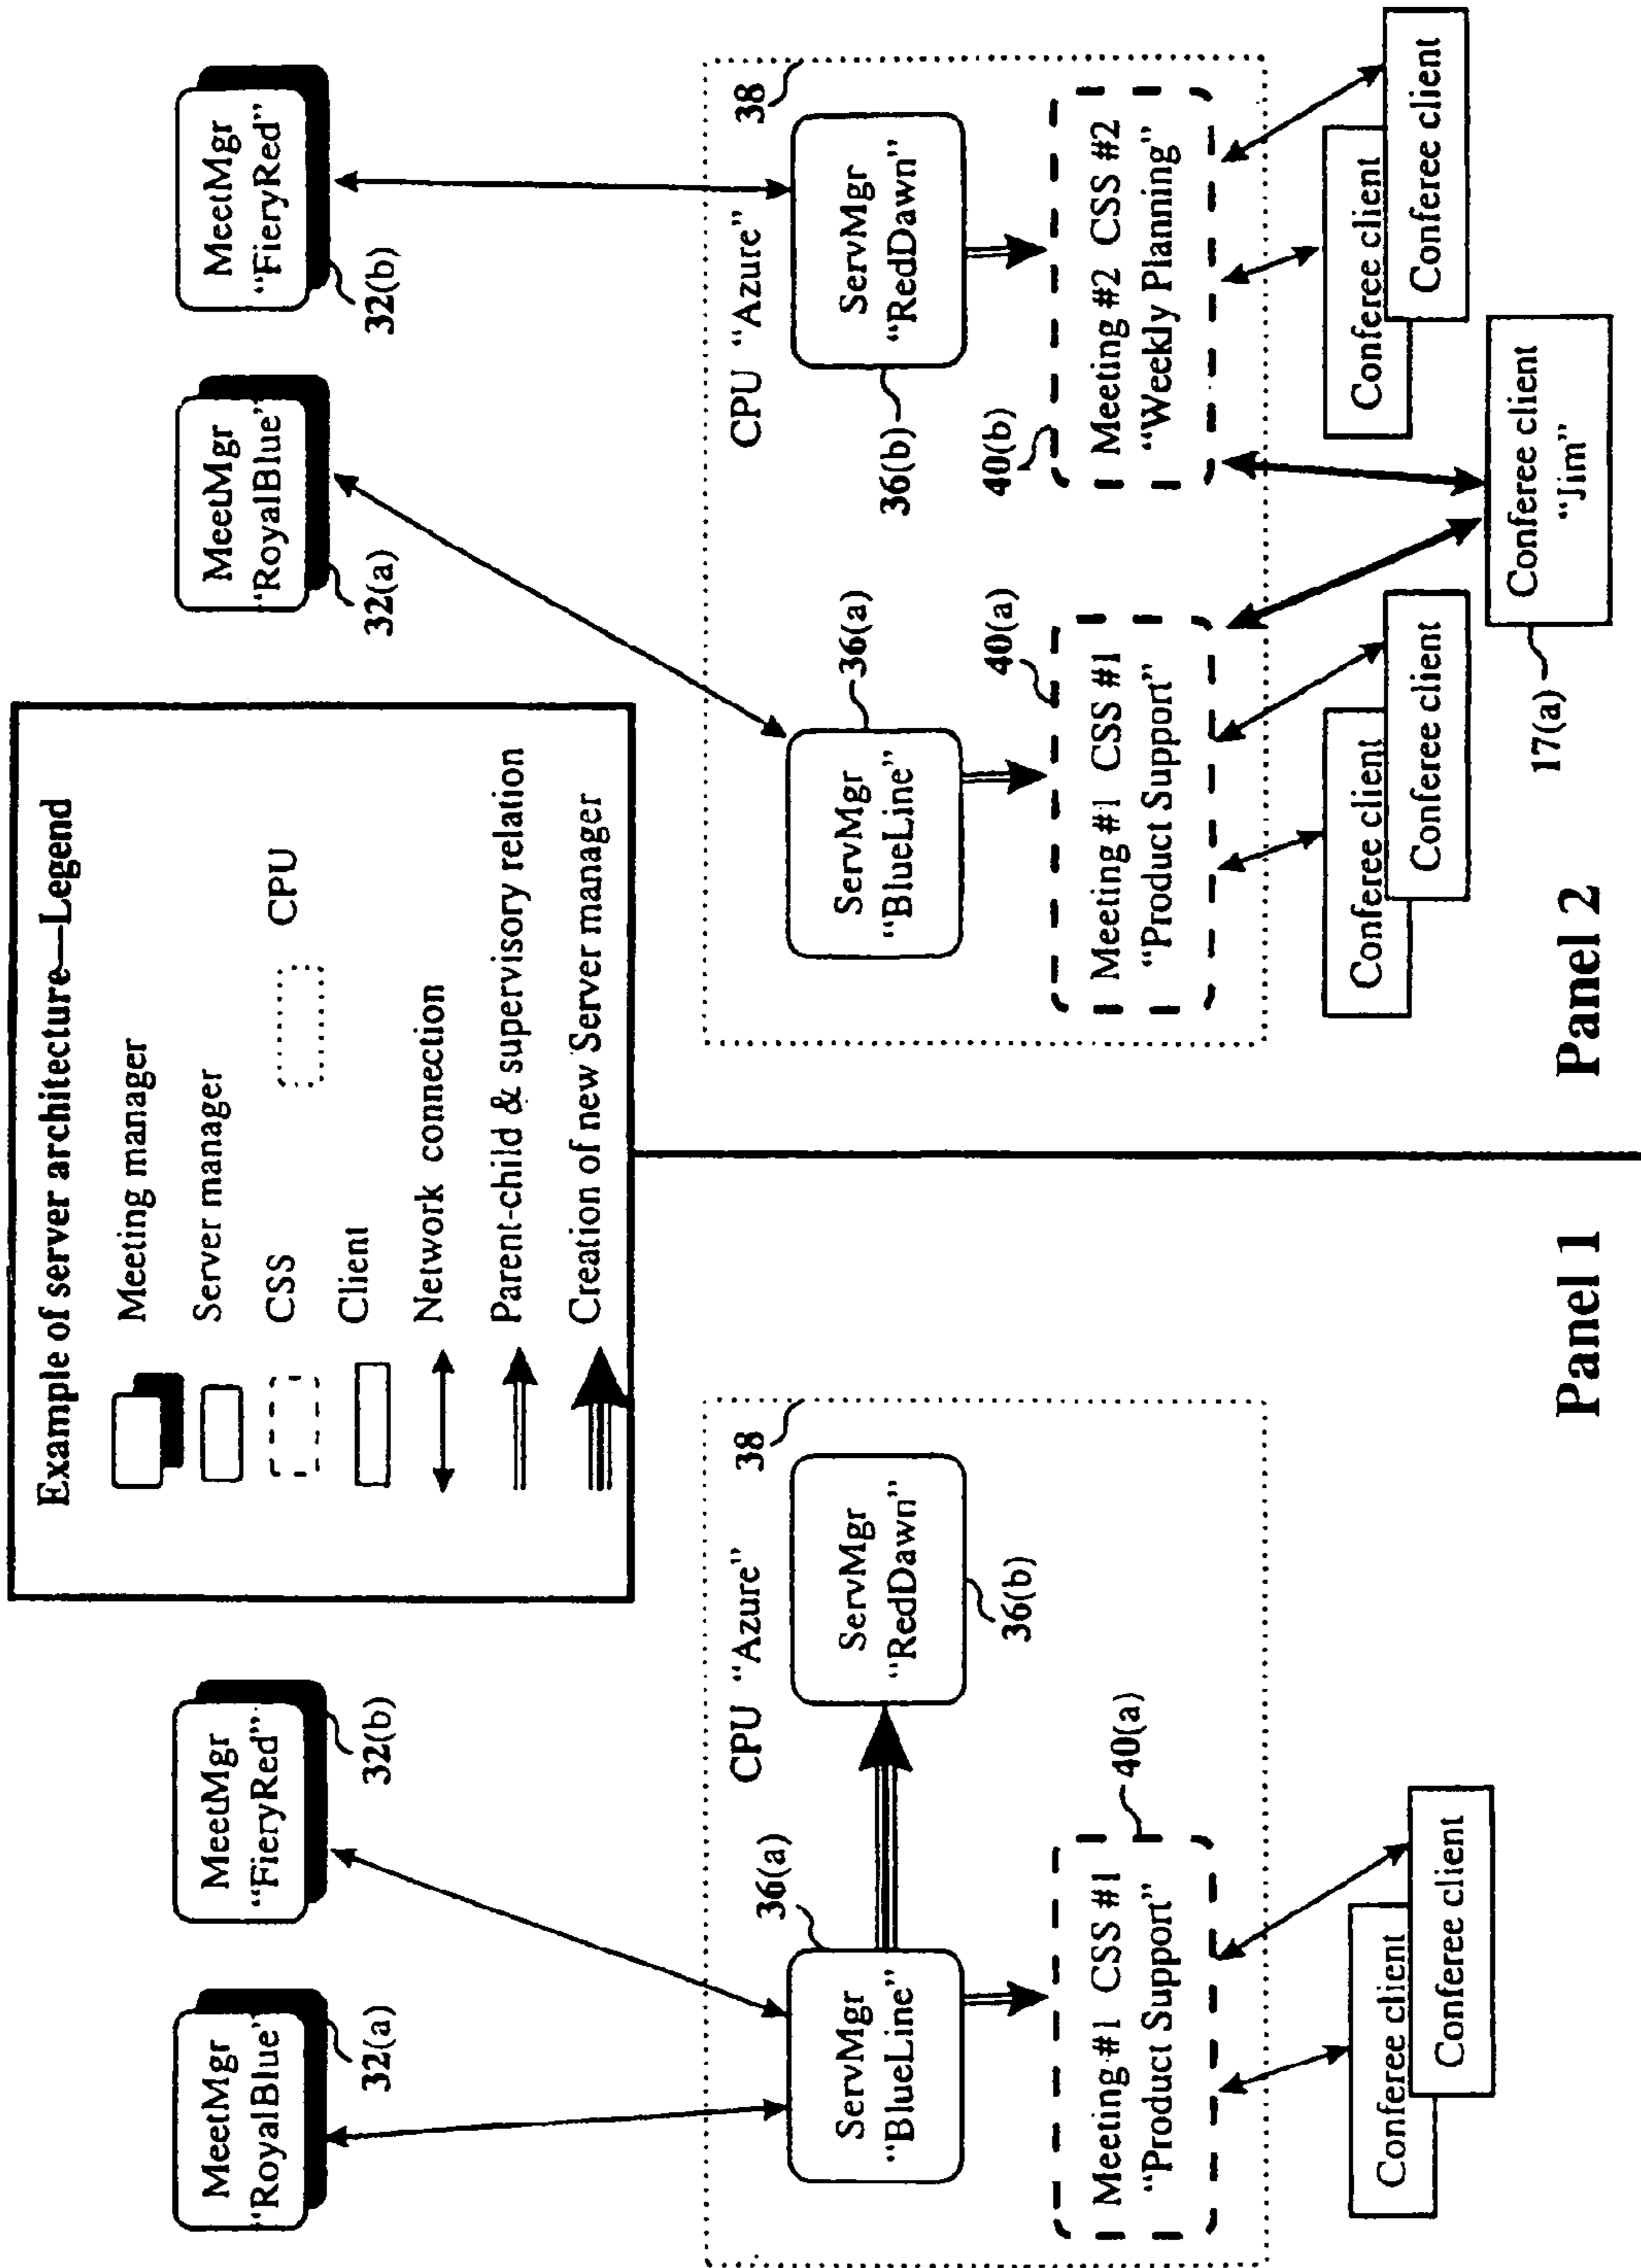 Example of server architecture—Legend
Meeting manager
Server manager
CSS
CPU
Client
Network connection
Parent-child & supervisory relation
Creation of new Server manager
MeetMgr
“RoyalBlue”
32(a)
MeetMgr
“FieryRed”
32(b)
CPU “Azure”
38
36(a)
ServMgr
“BlueLine”
ServMgr
“RedDawn”
36(b)
Meeting #1 CSS #1
“Product Support”
40(a)
Conferee client
Conferee client
Panel 1
MeetMgr
“RoyalBlue”
32(a)
MeetMgr
“FieryRed”
32(b)
CPU “Azure”
38
ServMgr
“BlueLine”
36(a)
ServMgr
“RedDawn”
36(b)
40(a)
Meeting #1 CSS #1
“Product Support”
40(b)
Meeting #2 CSS #2
“Weekly Planning”
Conferee client
Conferee client
Conferee client
Conferee client
Conferee client
“Jim”
17(a)
Panel 2